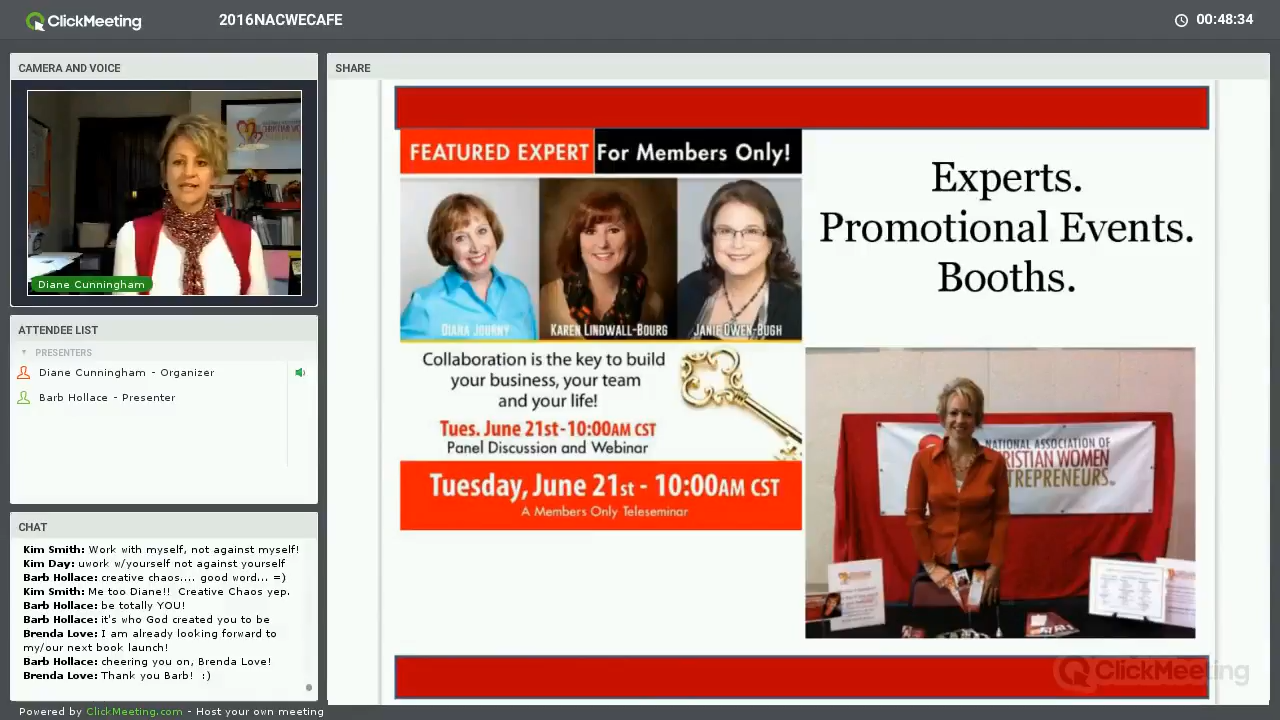 ClickMeeting
2016NACWECAFE
00:48:34
CAMERA AND VOICE
Diane Cunningham
ATTENDEE LIST
PRESENTERS
Diane Cunningham - Organizer
Barb Hollace - Presenter
CHAT
Kim Smith: Work with myself, not against myself!
Kim Day: uwork w/yourself not against yourself
Barb Hollace: creative chaos.... good word... =)
Kim Smith: Me too Diane!! Creative Chaos yep.
Barb Hollace: be totally YOU!
Barb Hollace: it's who God created you to be
Brenda Love: I am already looking forward to
my/our next book launch!
Barb Hollace: cheering you on, Brenda Love!
Brenda Love: Thank you Barb! :)
Powered by ClickMeeting.com - Host your own meeting
SHARE
FEATURED EXPERT For Members Only!
DIANA JOURNY KAREN LINDWALL-BOURG JANIE OWEN-BUGH
Collaboration is the key to build
your business, your team
and your life!
Tues. June 21st - 10:00AM CST
Panel Discussion and Webinar
Tuesday, June 21st - 10:00AM CST
A Members Only Teleseminar
Experts.
Promotional Events.
Booths.
NATIONAL ASSOCIATION OF
RISTIAN WOMEN
TREPRENEURS
ClickMeeting